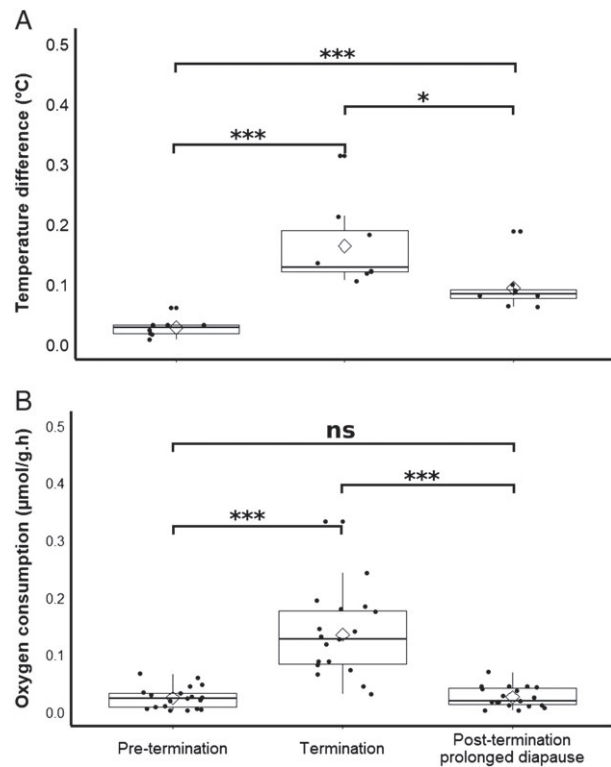 A
Temperature difference (°C)
0.5
0.4
0.3
0.2
0.1
0.0
***
*
***
B
Oxygen consumption (µmol/g.h)
0.5
0.4
0.3
0.2
0.1
0.0
ns
***
***
Pre-termination
Termination
Post-termination
prolonged diapause